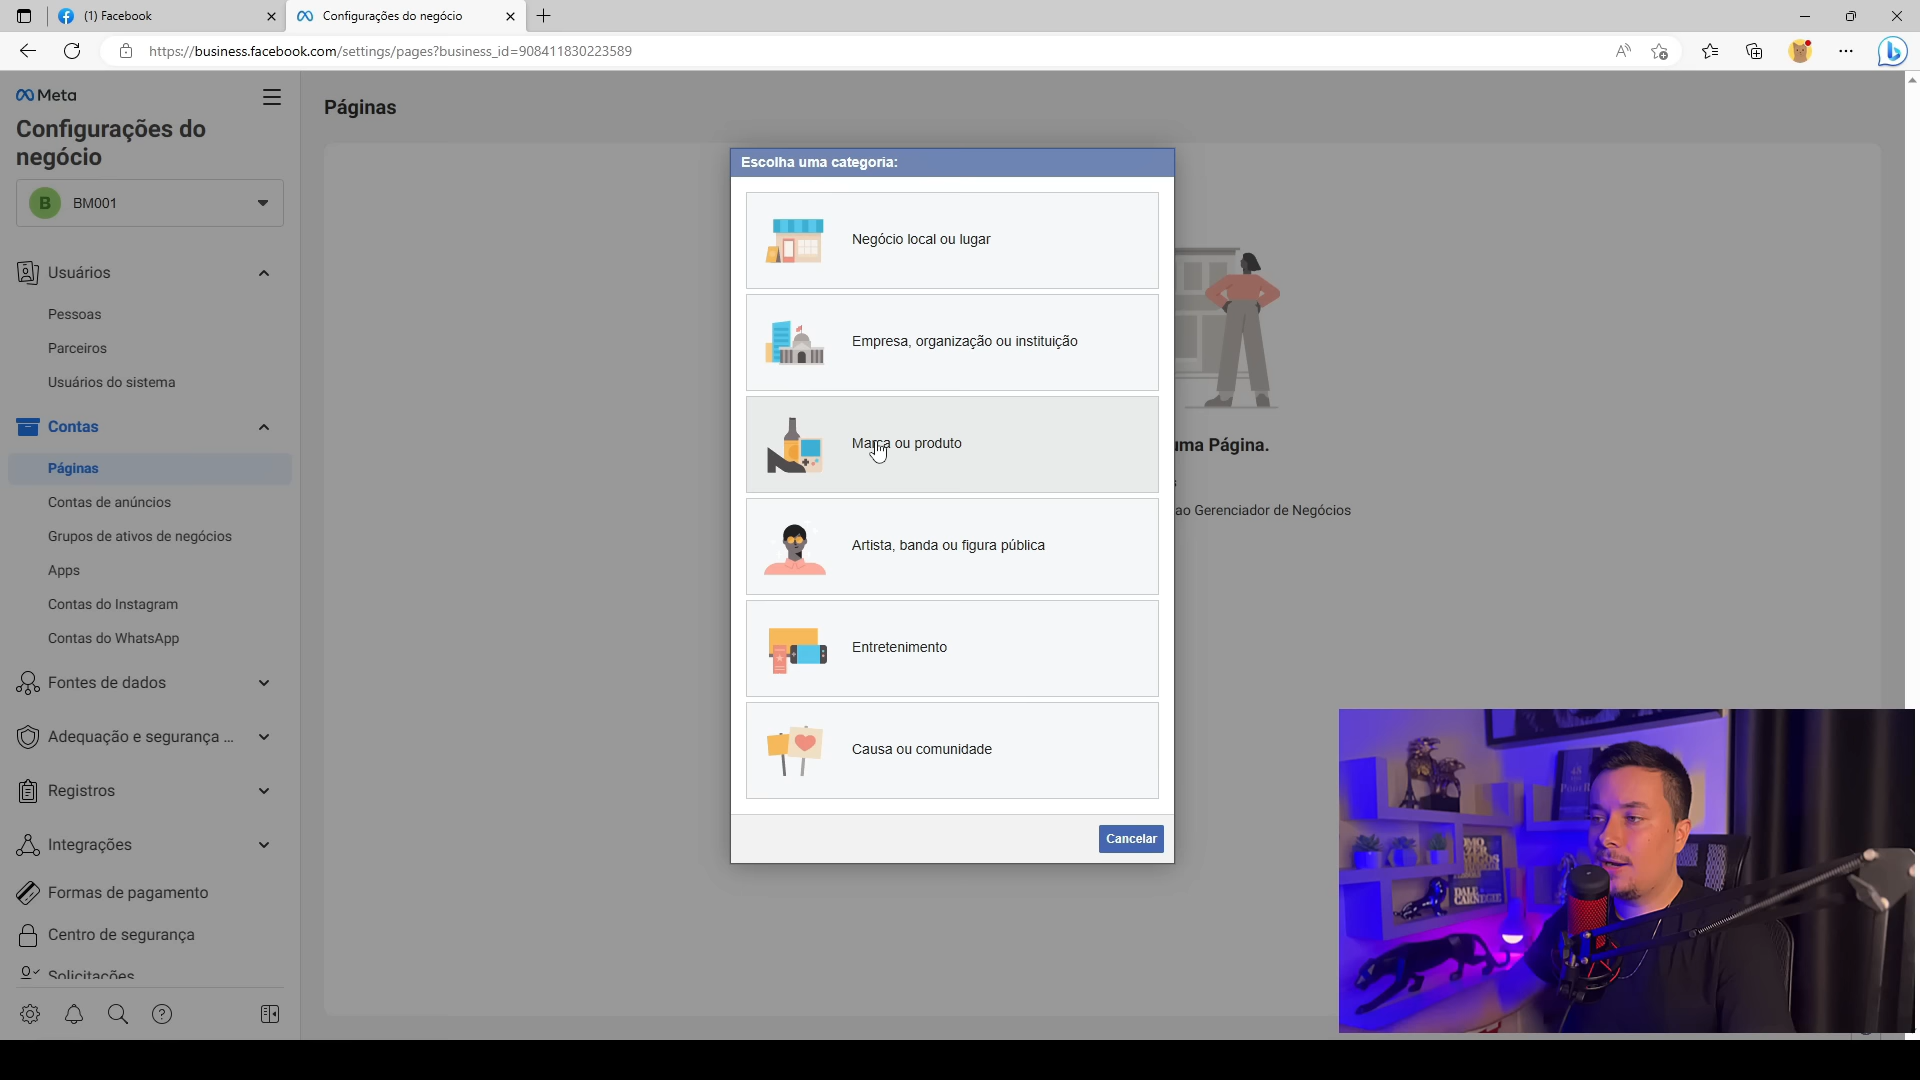 (1) Facebook
Configurações do negócio
https://business.facebook.com/settings/pages?business_id=908411830223589
Meta
Configurações do
negócio
B
BM001
Usuários
Pessoas
Parceiros
Usuários do sistema
Contas
Páginas
Contas de anúncios
Grupos de ativos de negócios
Apps
Contas do Instagram
Contas do WhatsApp
Fontes de dados
Adequação e segurança ...
Registros
Integrações
Formas de pagamento
Centro de segurança
Solicitações
Páginas
Escolha uma categoria:
Negócio local ou lugar
Empresa, organização ou instituição
Marca ou produto
Artista, banda ou figura pública
Entretenimento
Causa ou comunidade
Cancelar
uma Página.
ao Gerenciador de Negócios
DALE
CARNEGIE